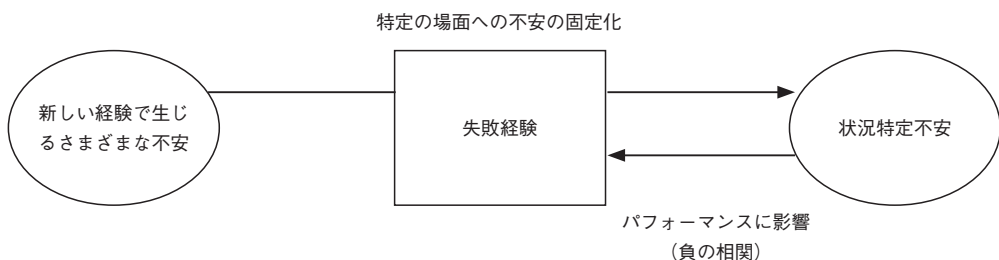 特定の場面への不安の固定化
新しい経験で生じ
るさまざまな不安
失敗経験
状況特定不安
パフォーマンスに影響
（負の相関）